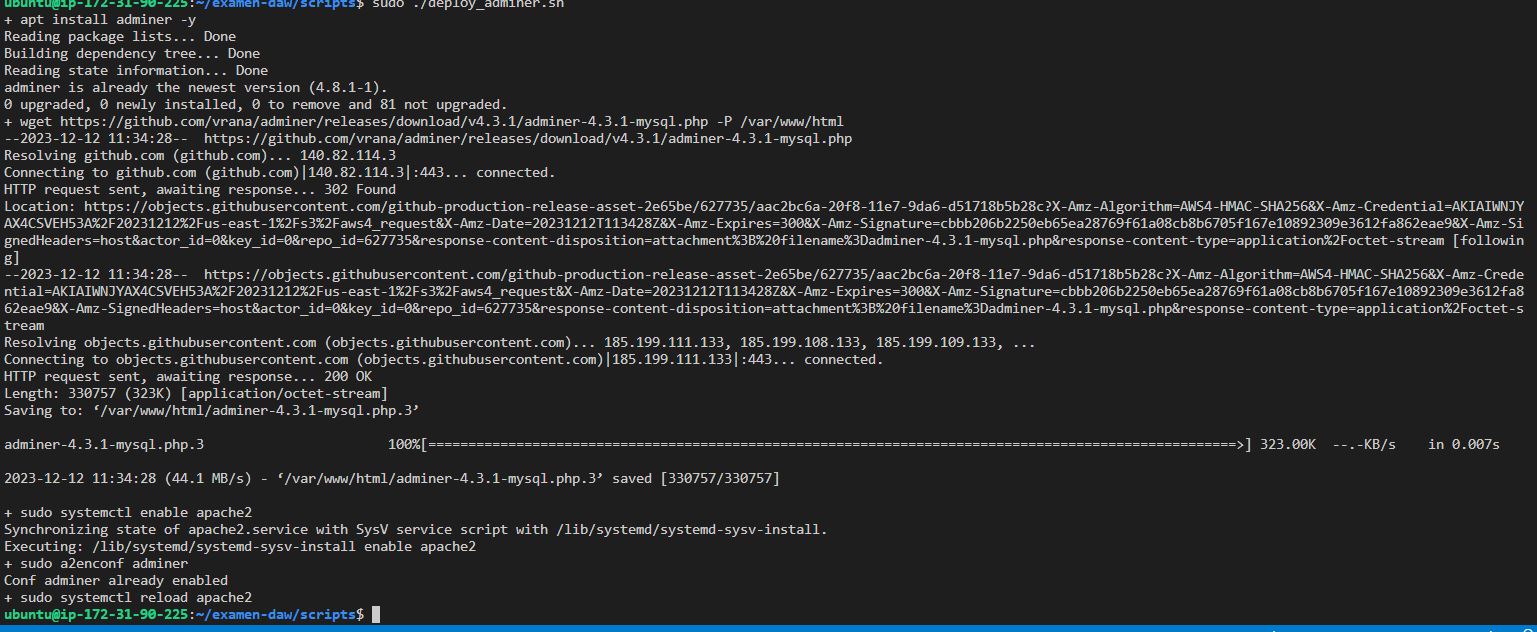 ubuntu@ip-172-31-90-225:~/examen-daw/scripts$ sudo ./deploy_adminer.sh
+ apt install adminer -y
Reading package lists... Done
Building dependency tree... Done
Reading state information... Done
adminer is already the newest version (4.8.1-1).
0 upgraded, 0 newly installed, 0 to remove and 81 not upgraded.
+ wget https://github.com/vrana/adminer/releases/download/v4.3.1/adminer-4.3.1-mysql.php -P /var/www/html
--2023-12-12 11:34:28--  https://github.com/vrana/adminer/releases/download/v4.3.1/adminer-4.3.1-mysql.php
Resolving github.com (github.com)... 140.82.114.3
Connecting to github.com (github.com)|140.82.114.3|:443... connected.
HTTP request sent, awaiting response... 302 Found
Location: https://objects.githubusercontent.com/github-production-release-asset-2e65be/627735/aac2bc6a-20f8-11e7-9da6-d51718b5b28c?X-Amz-Algorithm=AWS4-HMAC-SHA256&X-Amz-Credential=AKIAIWNJY
AX4CSVEH53A%2F20231212%2Fus-east-1%2Fs3%2Faws4_request&X-Amz-Date=20231212T113428Z&X-Amz-Expires=300&X-Amz-Signature=cbbb206b2250eb65ea28769f61a08cb8b6705f167e10892309e3612fa862eae9&X-Amz-Si
gnedHeaders=host&actor_id=0&key_id=0&repo_id=627735&response-content-disposition=attachment%3B%20filename%3Dadminer-4.3.1-mysql.php&response-content-type=application%2Foctet-stream [followin
g]
--2023-12-12 11:34:28--  https://objects.githubusercontent.com/github-production-release-asset-2e65be/627735/aac2bc6a-20f8-11e7-9da6-d51718b5b28c?X-Amz-Algorithm=AWS4-HMAC-SHA256&X-Amz-Crede
ntial=AKIAIWNJYAX4CSVEH53A%2F20231212%2Fus-east-1%2Fs3%2Faws4_request&X-Amz-Date=20231212T113428Z&X-Amz-Expires=300&X-Amz-Signature=cbbb206b2250eb65ea28769f61a08cb8b6705f167e10892309e3612fa8
62eae9&X-Amz-SignedHeaders=host&actor_id=0&key_id=0&repo_id=627735&response-content-disposition=attachment%3B%20filename%3Dadminer-4.3.1-mysql.php&response-content-type=application%2Foctet-s
tream
Resolving objects.githubusercontent.com (objects.githubusercontent.com)... 185.199.111.133, 185.199.108.133, 185.199.109.133, ...
Connecting to objects.githubusercontent.com (objects.githubusercontent.com)|185.199.111.133|:443... connected.
HTTP request sent, awaiting response... 200 OK
Length: 330757 (323K) [application/octet-stream]
Saving to: ‘/var/www/html/adminer-4.3.1-mysql.php.3’
adminer-4.3.1-mysql.php.3 100%[=====================================================================================================>] 323.00K --.-KB/s in 0.007s
2023-12-12 11:34:28 (44.1 MB/s) - ‘/var/www/html/adminer-4.3.1-mysql.php.3’ saved [330757/330757]
+ sudo systemctl enable apache2
Synchronizing state of apache2.service with SysV service script with /lib/systemd/systemd-sysv-install.
Executing: /lib/systemd/systemd-sysv-install enable apache2
+ sudo a2enconf adminer
Conf adminer already enabled
+ sudo systemctl reload apache2
ubuntu@ip-172-31-90-225:~/examen-daw/scripts$